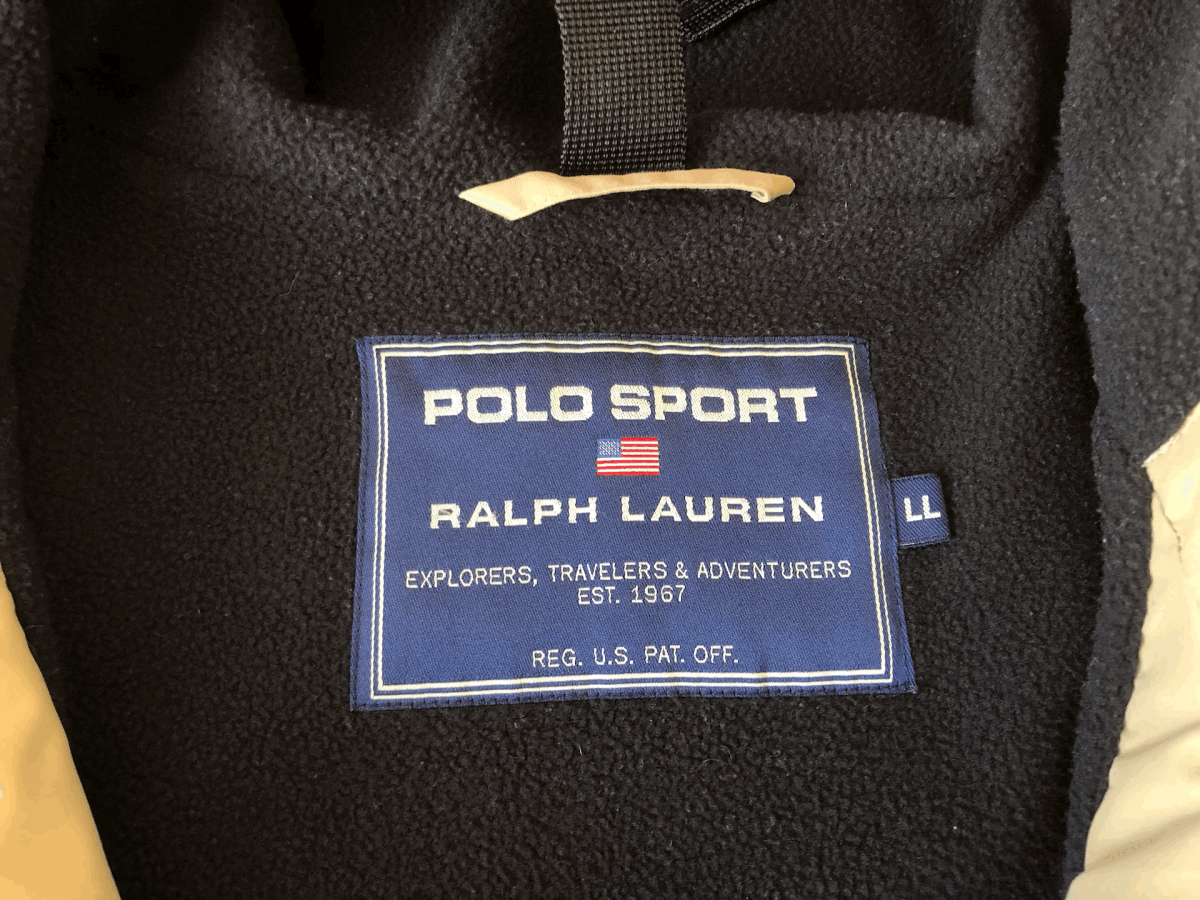 POLO SPORT
RALPH LAUREN
LL
EXPLORERS, TRAVELERS & ADVENTURERS
EST. 1967
REG. U.S. PAT. OFF.